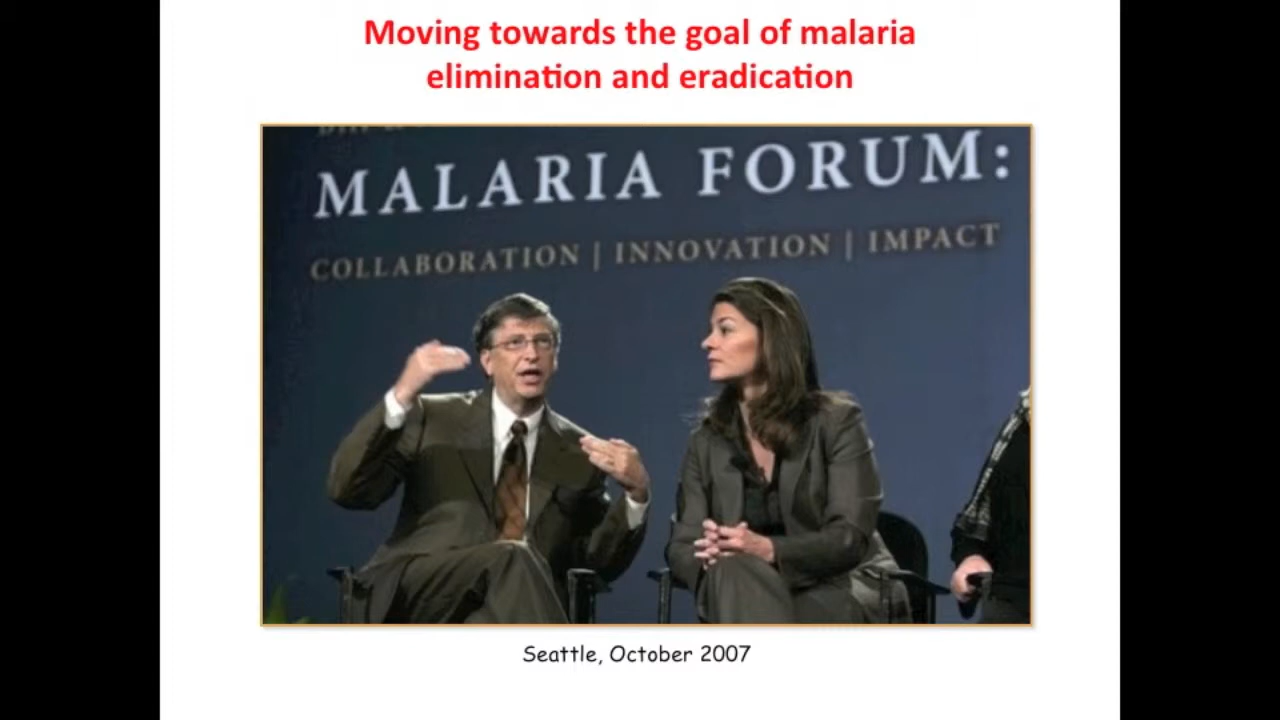 Moving towards the goal of malaria
elimination and eradication
MALARIA FORUM:
COLLABORATION | INNOVATION | IMPACT
Seattle, October 2007